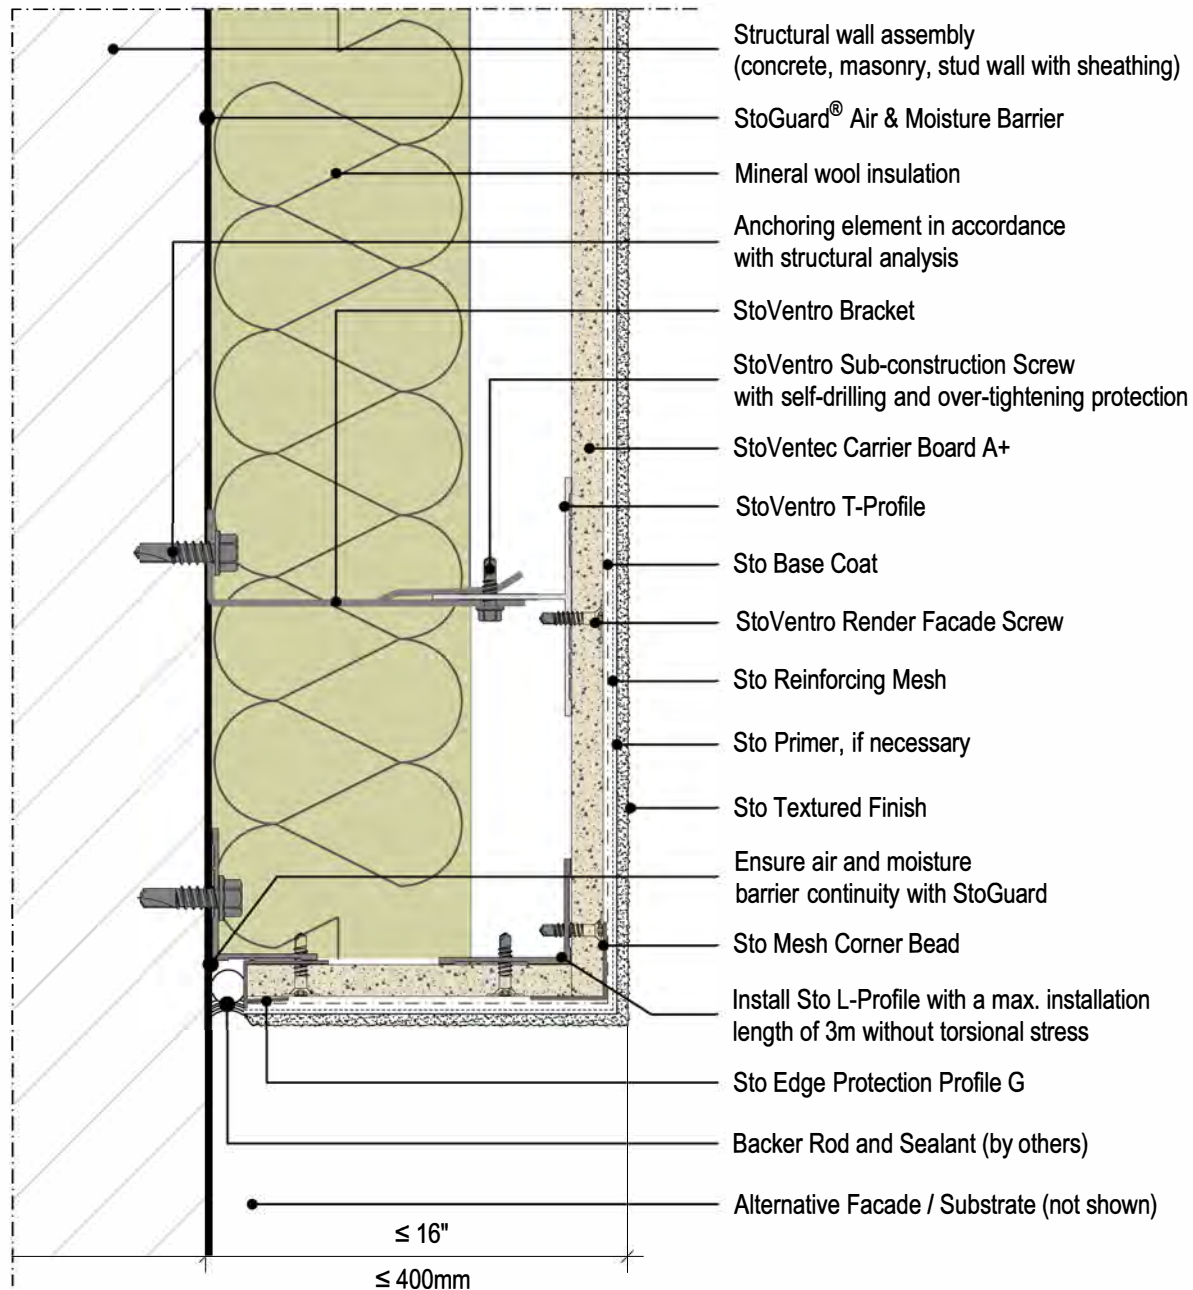 Structural wall assembly
(concrete, masonry, stud wall with sheathing)
StoGuard® Air & Moisture Barrier
Mineral wool insulation
Anchoring element in accordance
with structural analysis
StoVentro Bracket
StoVentro Sub-construction Screw
with self-drilling and over-tightening protection
StoVentec Carrier Board A+
StoVentro T-Profile
Sto Base Coat
StoVentro Render Facade Screw
Sto Reinforcing Mesh
Sto Primer, if necessary
Sto Textured Finish
Ensure air and moisture
barrier continuity with StoGuard
Sto Mesh Corner Bead
Install Sto L-Profile with a max. installation
length of 3m without torsional stress
Sto Edge Protection Profile G
Backer Rod and Sealant (by others)
Alternative Facade / Substrate (not shown)
≤ 16"
≤ 400mm